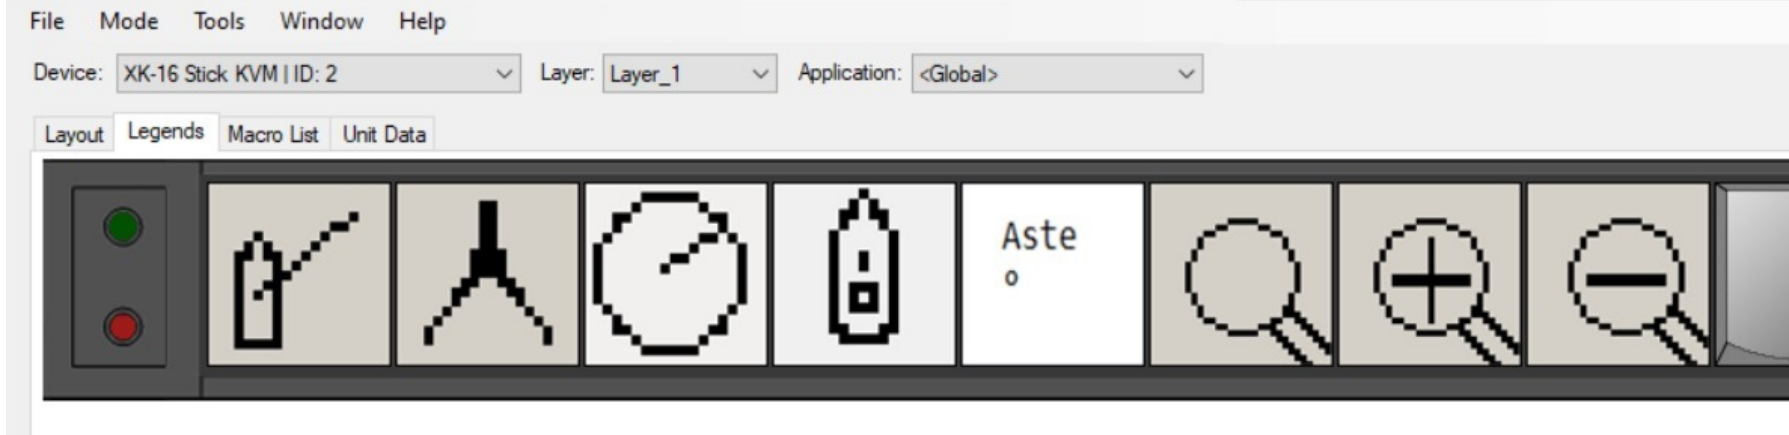 File Mode Tools Window Help
Device: XK-16 Stick KVM | ID: 2 Layer: Layer_1 Application: <Global>
Layout Legends Macro List Unit Data
Aste
°